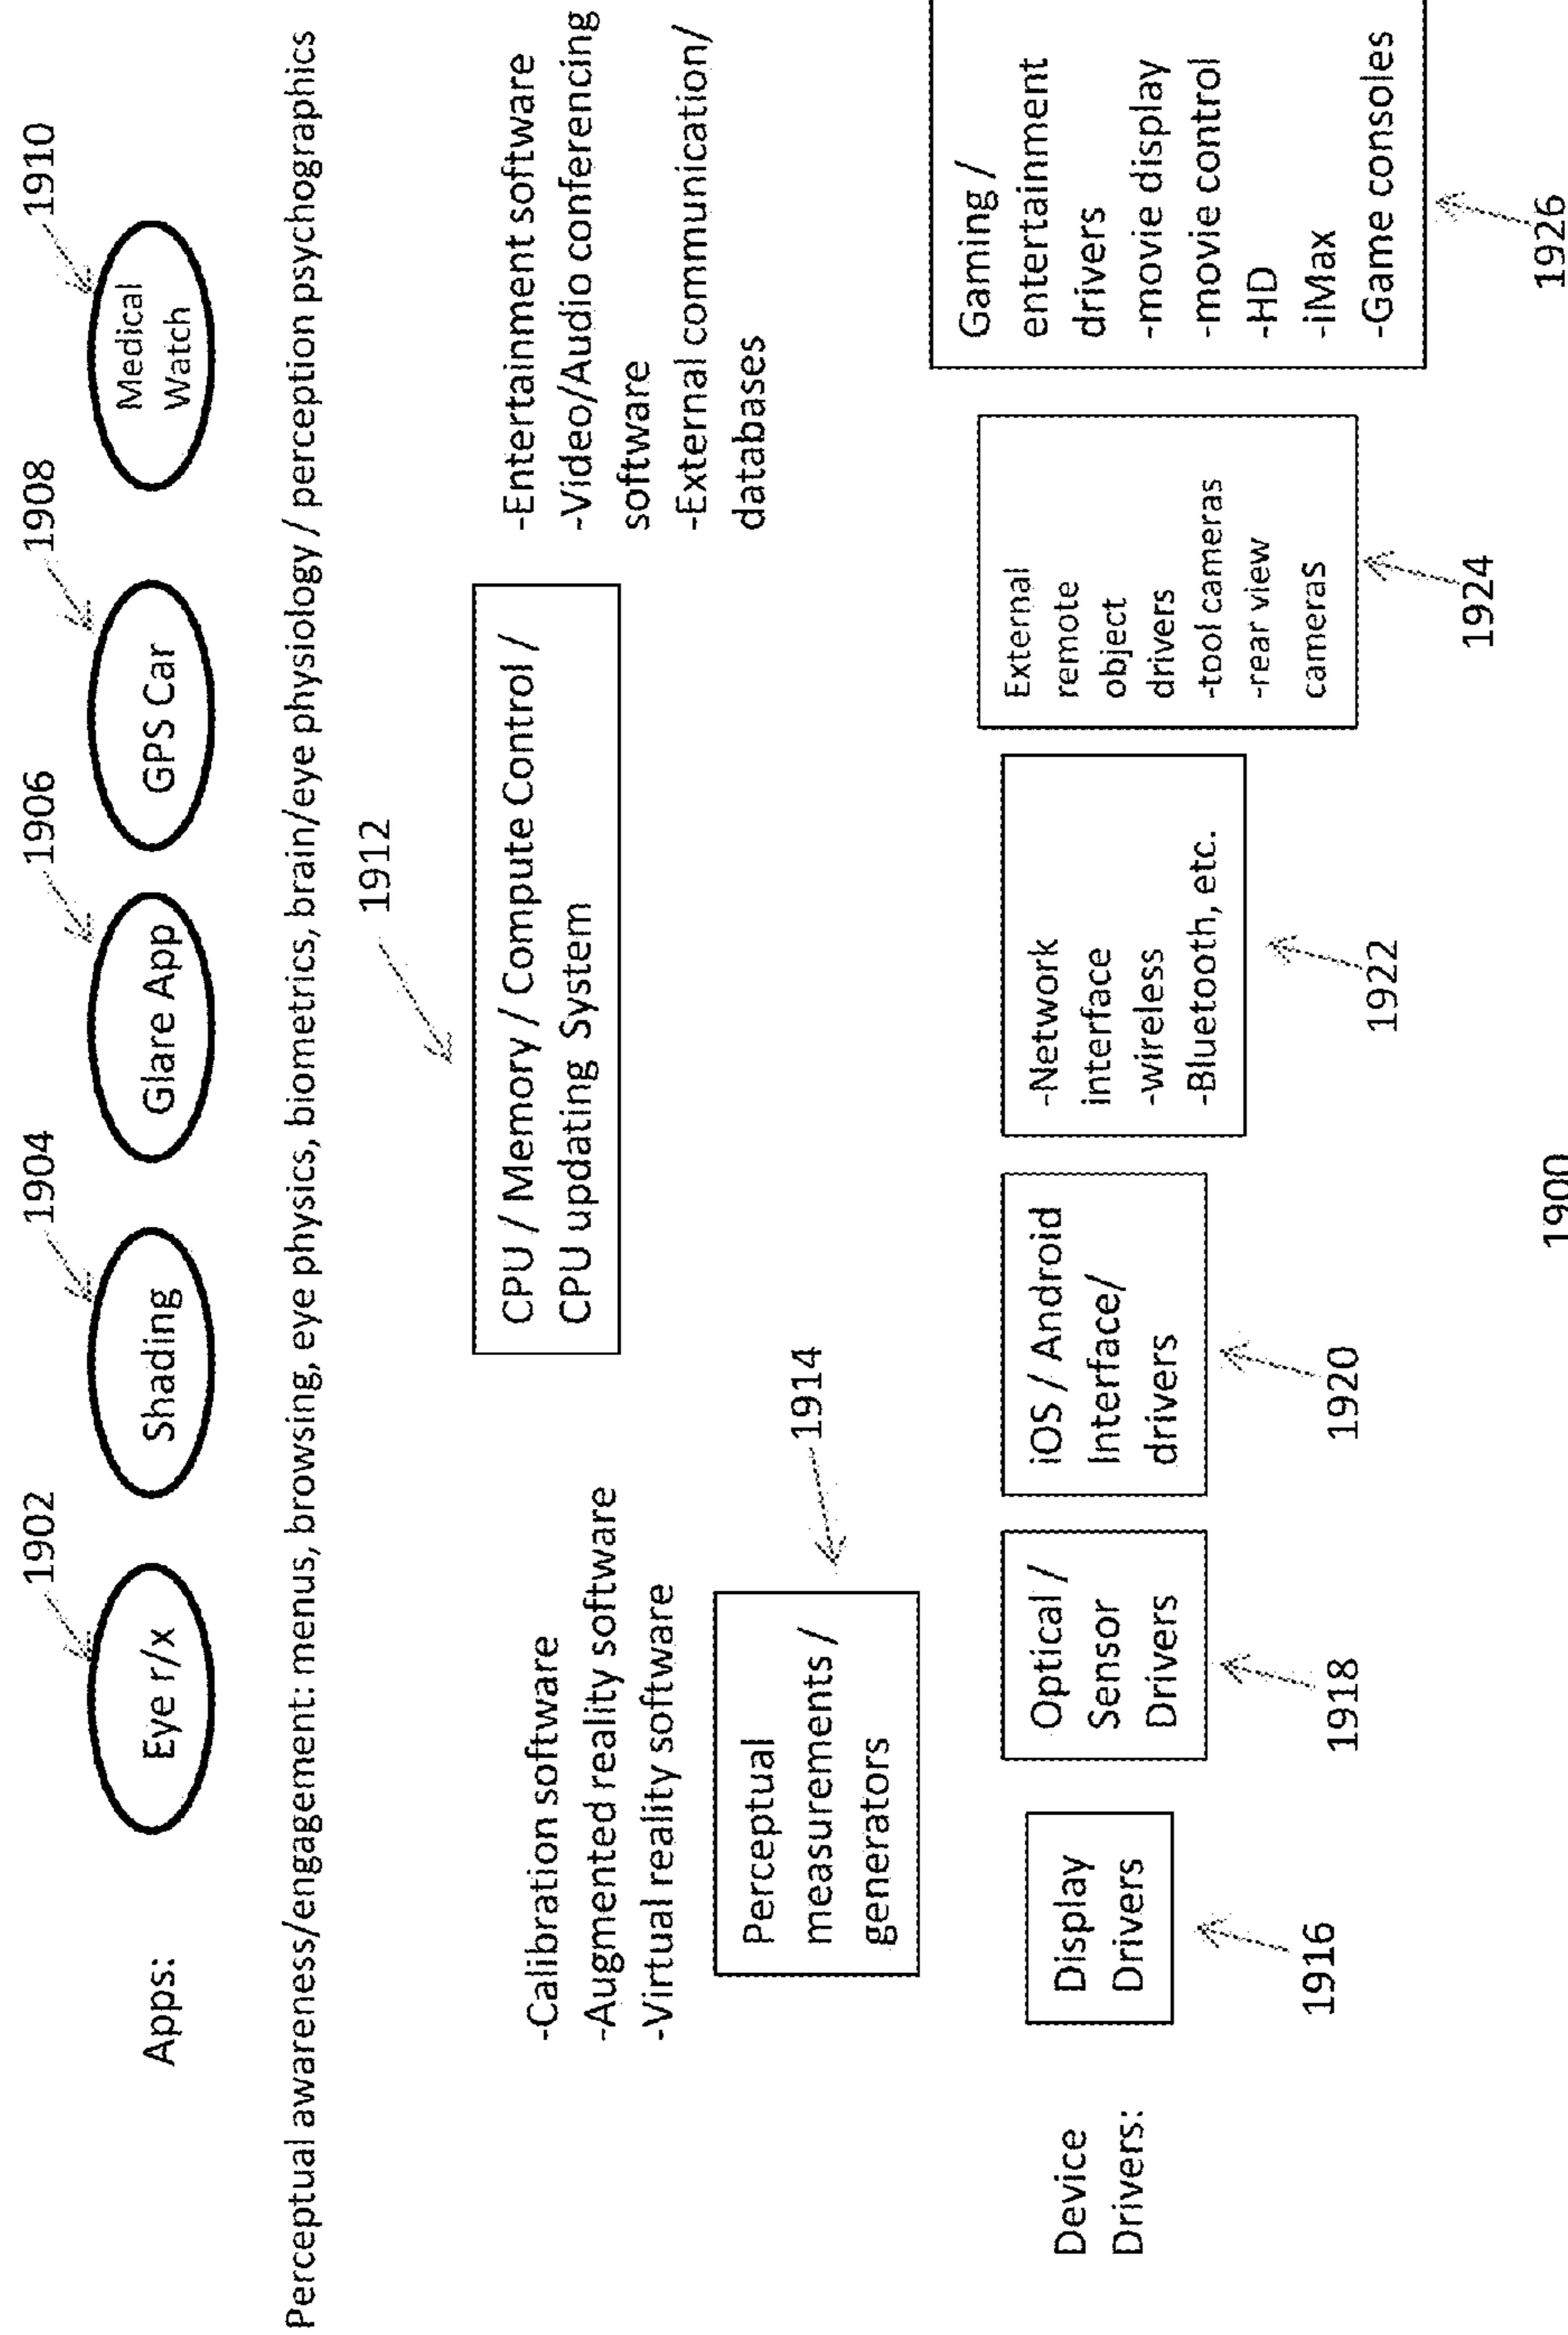 1902
1904
1906
1908
1910
Apps:
Eye r/x
Shading
Glare App
GPS Car
Medical
Watch
Perceptual awareness/engagement: menus, browsing, eye physics, biometrics, brain/eye physiology / perception psychographics
1912
-Calibration software
-Augmented reality software
-Virtual reality software
CPU / Memory / Compute Control /
CPU updating System
-Entertainment software
-Video/Audio conferencing
software
-External communication/
databases
1914
Perceptual
measurements /
generators
Device
Drivers:
Display
Drivers
1916
Optical /
Sensor
Drivers
1918
iOS / Android
Interface/
drivers
1920
-Network
interface
-wireless
-Bluetooth, etc.
1922
External
remote
object
drivers
-tool cameras
-rear view
cameras
1924
Gaming /
entertainment
drivers
-movie display
-movie control
-HD
-iMax
-Game consoles
1926
1900